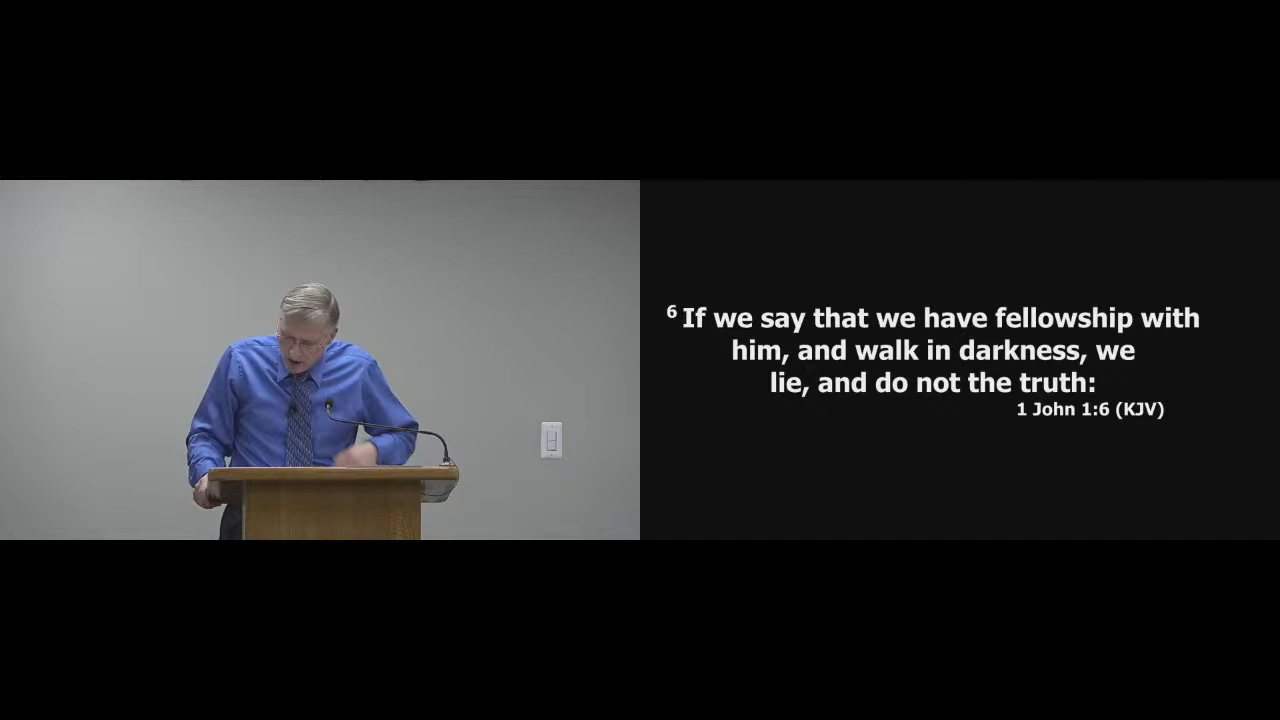 6 If we say that we have fellowship with
him, and walk in darkness, we
lie, and do not the truth:
1 John 1:6 (KJV)